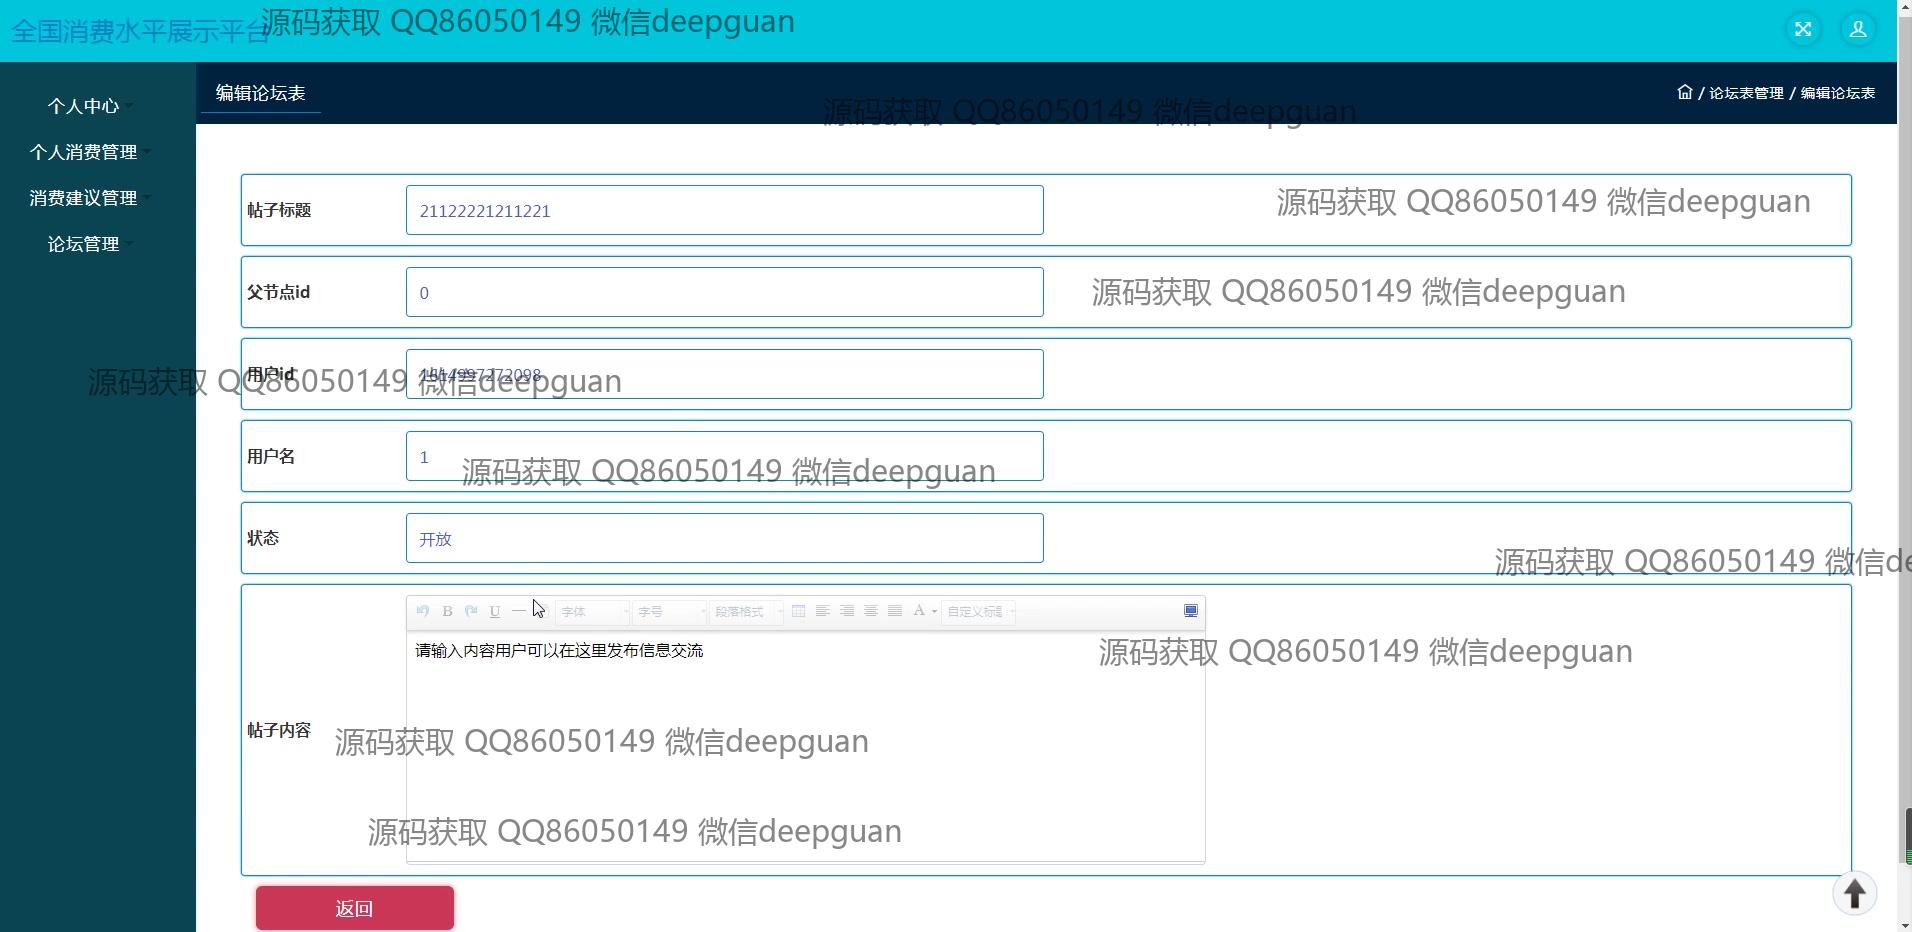 全国消费水平展示平台
源码获取 QQ86050149 微信deepguan
个人中心
个人消费管理
消费建议管理
论坛管理
编辑论坛表
/ 论坛表管理 / 编辑论坛表
源码获取 QQ86050149 微信deepguan
帖子标题
21122221211221
源码获取 QQ86050149 微信deepguan
父节点id
0
源码获取 QQ86050149 微信deepguan
用户id
1614997272098
源码获取 QQ86050149 微信deepguan
用户名
1
源码获取 QQ86050149 微信deepguan
状态
开放
源码获取 QQ86050149 微信de
B U 字体 字号 段落格式 A 自定义标题
请输入内容用户可以在这里发布信息交流
源码获取 QQ86050149 微信deepguan
帖子内容
源码获取 QQ86050149 微信deepguan
源码获取 QQ86050149 微信deepguan
返回